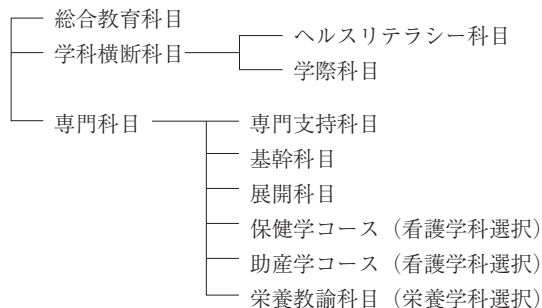 総合教育科目
学科横断科目
ヘルスリテラシー科目
学際科目
専門科目
専門支持科目
基幹科目
展開科目
保健学コース（看護学科選択）
助産学コース（看護学科選択）
栄養教諭科目（栄養学科選択）